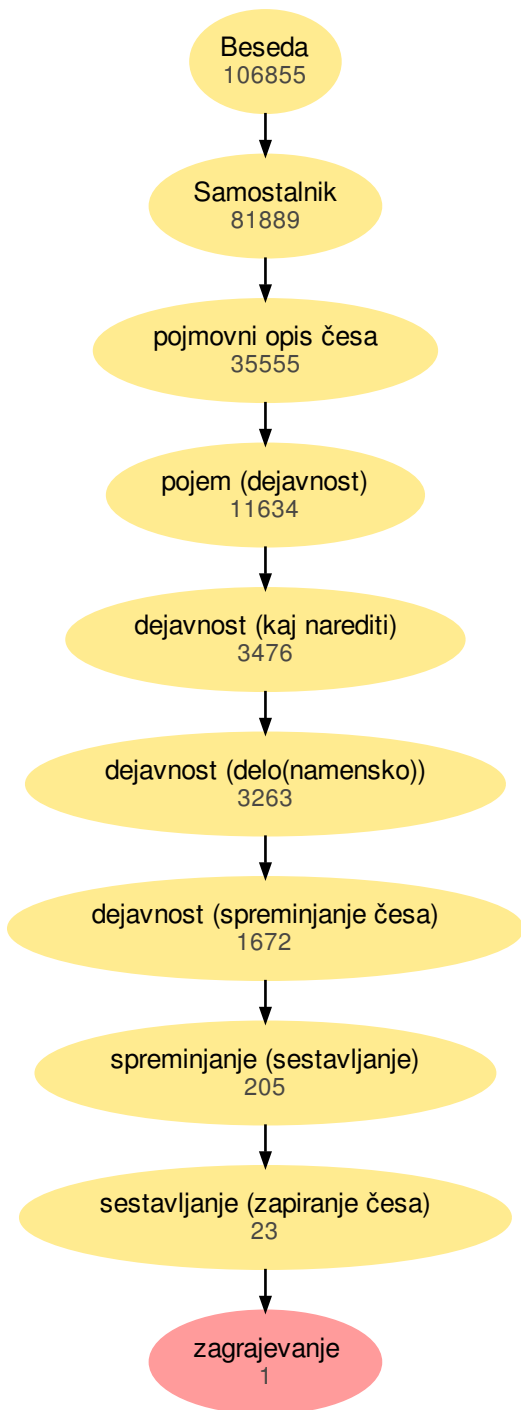 Beseda
106855
Samostalnik
81889
pojmovni opis česa
35555
pojem (dejavnost)
11634
dejavnost (kaj narediti)
3476
dejavnost (delo(namensko))
3263
dejavnost (spreminjanje česa)
1672
spreminjanje (sestavljanje)
205
sestavljanje (zapiranje česa)
23
zagrajevanje
1